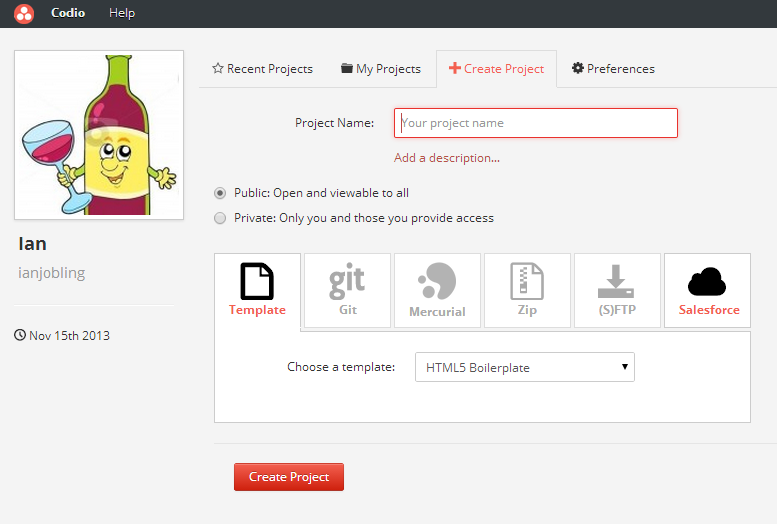 Codio Help
Recent Projects My Projects Create Project Preferences
Project Name: Your project name
Add a description...
Public: Open and viewable to all
Private: Only you and those you provide access
Ian
ianjobling
Nov 15th 2013
git
Template Git Mercurial Zip (S)FTP Salesforce
Choose a template: HTML5 Boilerplate
Create Project